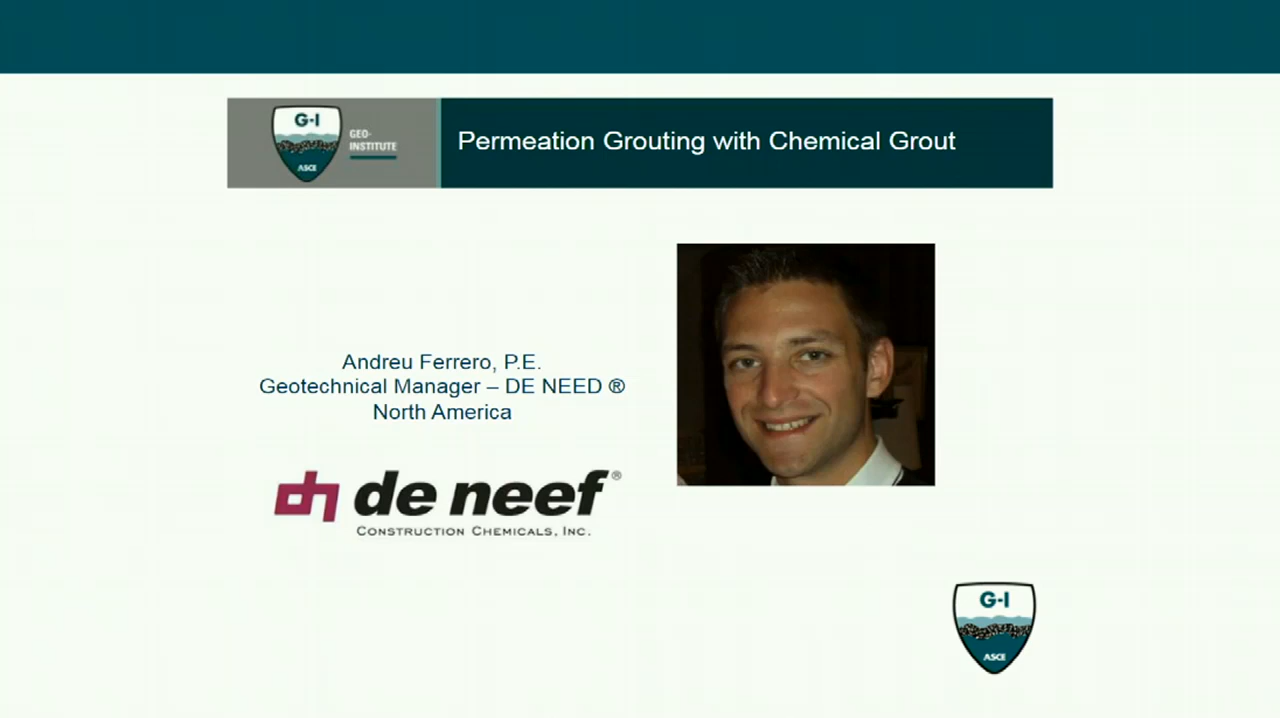 G-I
GEO-
INSTITUTE
ASCE
Permeation Grouting with Chemical Grout
Andreu Ferrero, P.E.
Geotechnical Manager – DE NEED ®
North America
de neef®
CONSTRUCTION CHEMICALS, INC.
G-I
ASCE